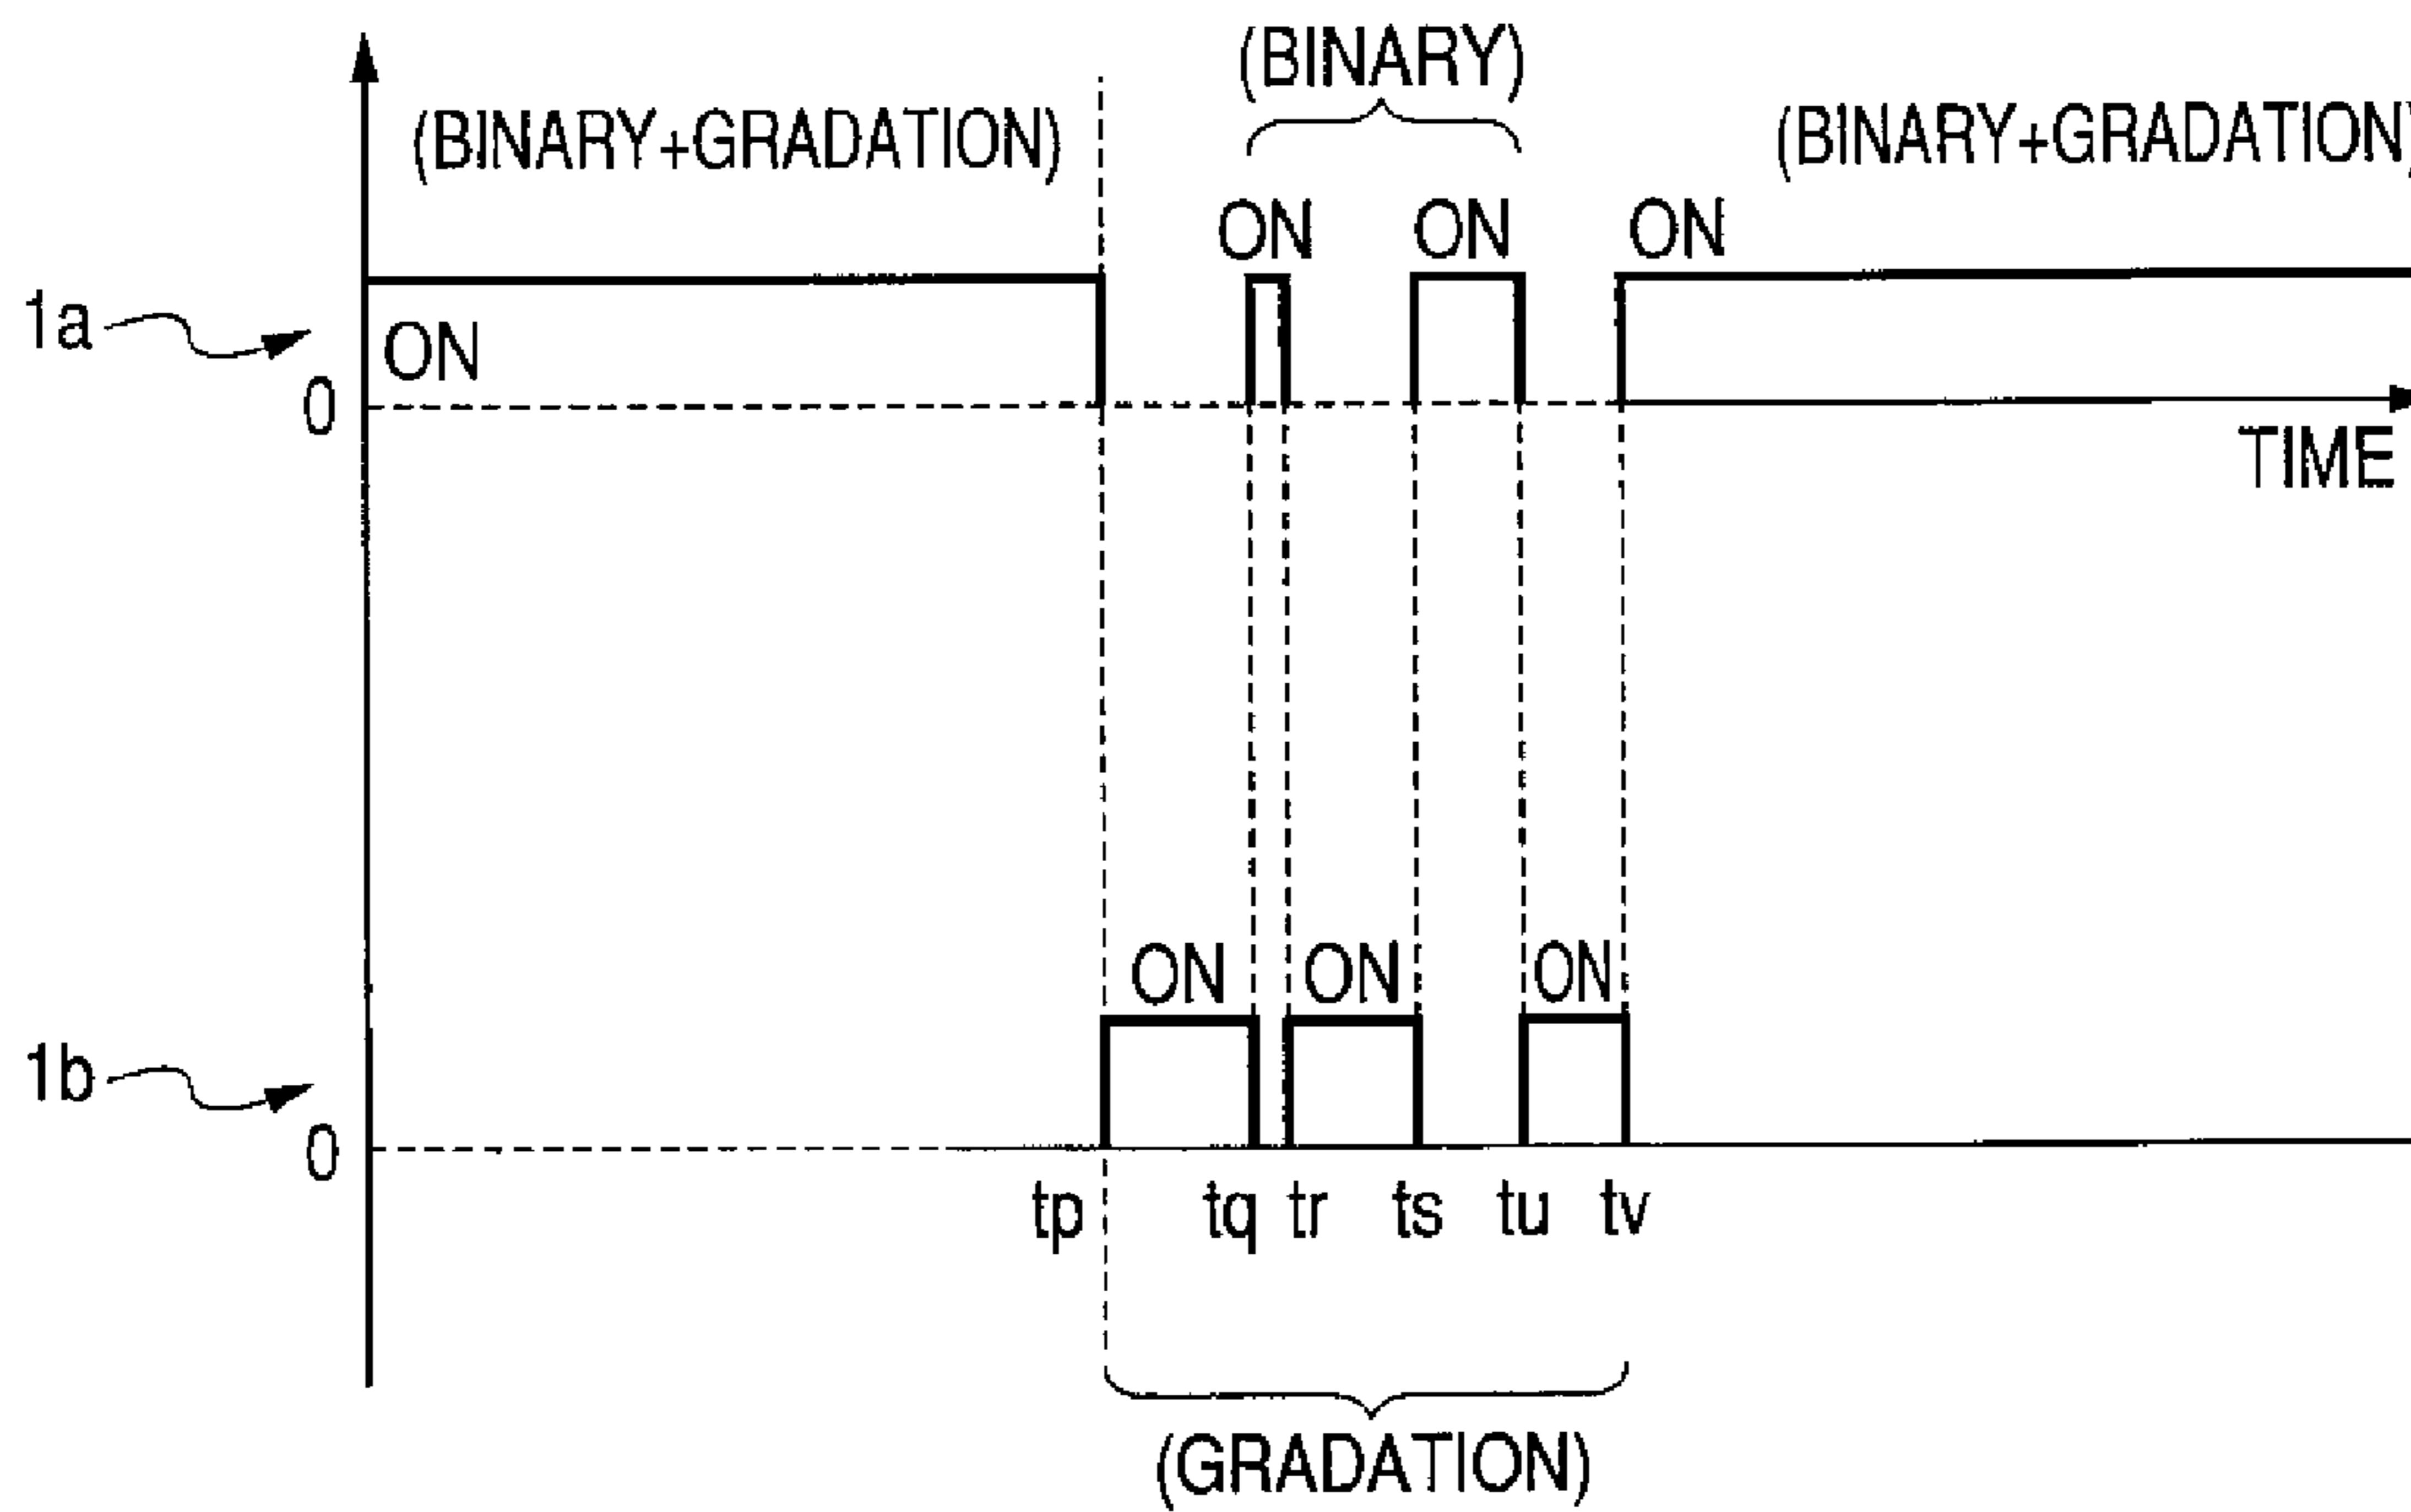 (BINARY)
(BINARY+GRADATION)
(BINARY+GRADATION)
ON
ON
ON
1a
ON
0
TIME
ON
ON
ON
1b
0
tp
tq
tr
ts
tu
tv
(GRADATION)